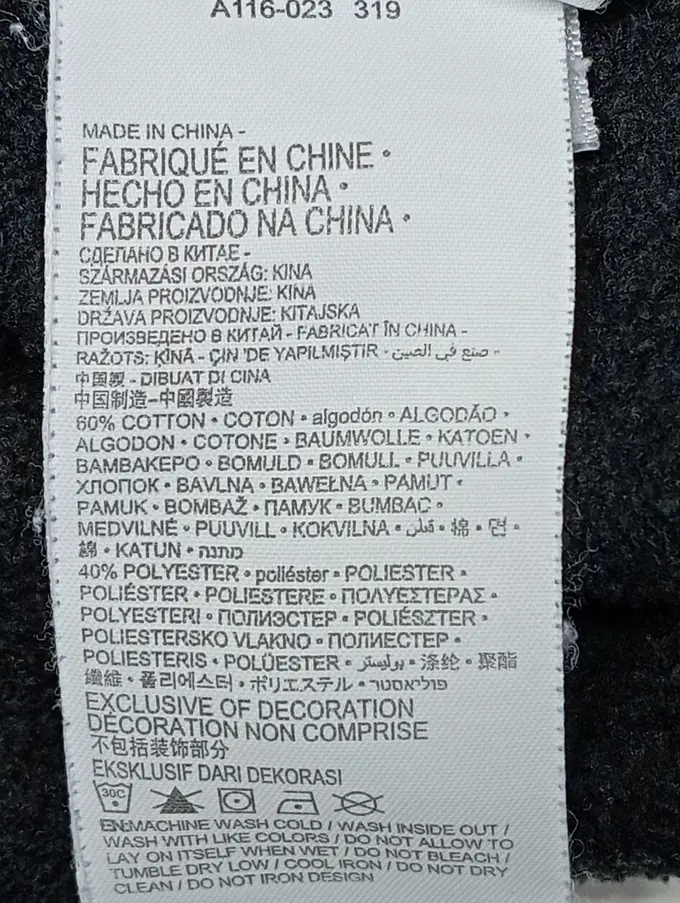 A116-023 319
MADE IN CHINA -
FABRIQUÉ EN CHINE •
HECHO EN CHINA •
FABRICADO NA CHINA •
СДЕЛАНО В КИТАЕ -
SZÁRMAZÁSI ORSZÁG: KINA
ZEMLJA PROIZVODNJE: KINA
DRŽAVA PROIZVODNJE: KITAJSKA
ПРОИЗВЕДЕНО В КИТАЙ - FABRICAT ÎN CHINA -
RAŽOTS: ĶĪNĀ - ÇIN 'DE YAPILMIŞTIR - صنع في الصين -
中国製 - DIBUAT DI CINA
中国制造-中國製造
60% COTTON • COTON • algodón • ALGODÃO •
ALGODON • COTONE • BAUMWOLLE • KATOEN •
ΒΑΜΒΑΚΕΡΟ • BOMULD • BOMULL • PUUVILLA •
ХЛОПОК • BAVLNA • BAWEŁNA • PAMUT •
PAMUK • BOMBAŽ • ПАМУК • BUMBAC •
MEDVILNÉ • PUUVILL • KOKVILNA • قطن • 棉 • 면 •
綿 • KATUN • כותנה
40% POLYESTER • poliéster • POLIESTER •
POLIÉSTER • POLIESTERE • ΠΟΛΥΕΣΤΕΡΑΣ •
POLYESTERI • ПОЛИЭСТЕР • POLIÉSZTER •
POLIESTERSKO VLAKNO • ПОЛИЕСТЕР •
POLIESTERIS • POLÜESTER • بوليستر • 涤纶 • 聚酯
纖維 • 폴리에스터 • ポリエステル • פוליאסטר
EXCLUSIVE OF DECORATION
DÉCORATION NON COMPRISE
不包括装饰部分
EKSKLUSIF DARI DEKORASI
30C
EN:MACHINE WASH COLD / WASH INSIDE OUT /
WASH WITH LIKE COLORS / DO NOT ALLOW TO
LAY ON ITSELF WHEN WET / DO NOT BLEACH /
TUMBLE DRY LOW / COOL IRON / DO NOT DRY
CLEAN / DO NOT IRON DESIGN